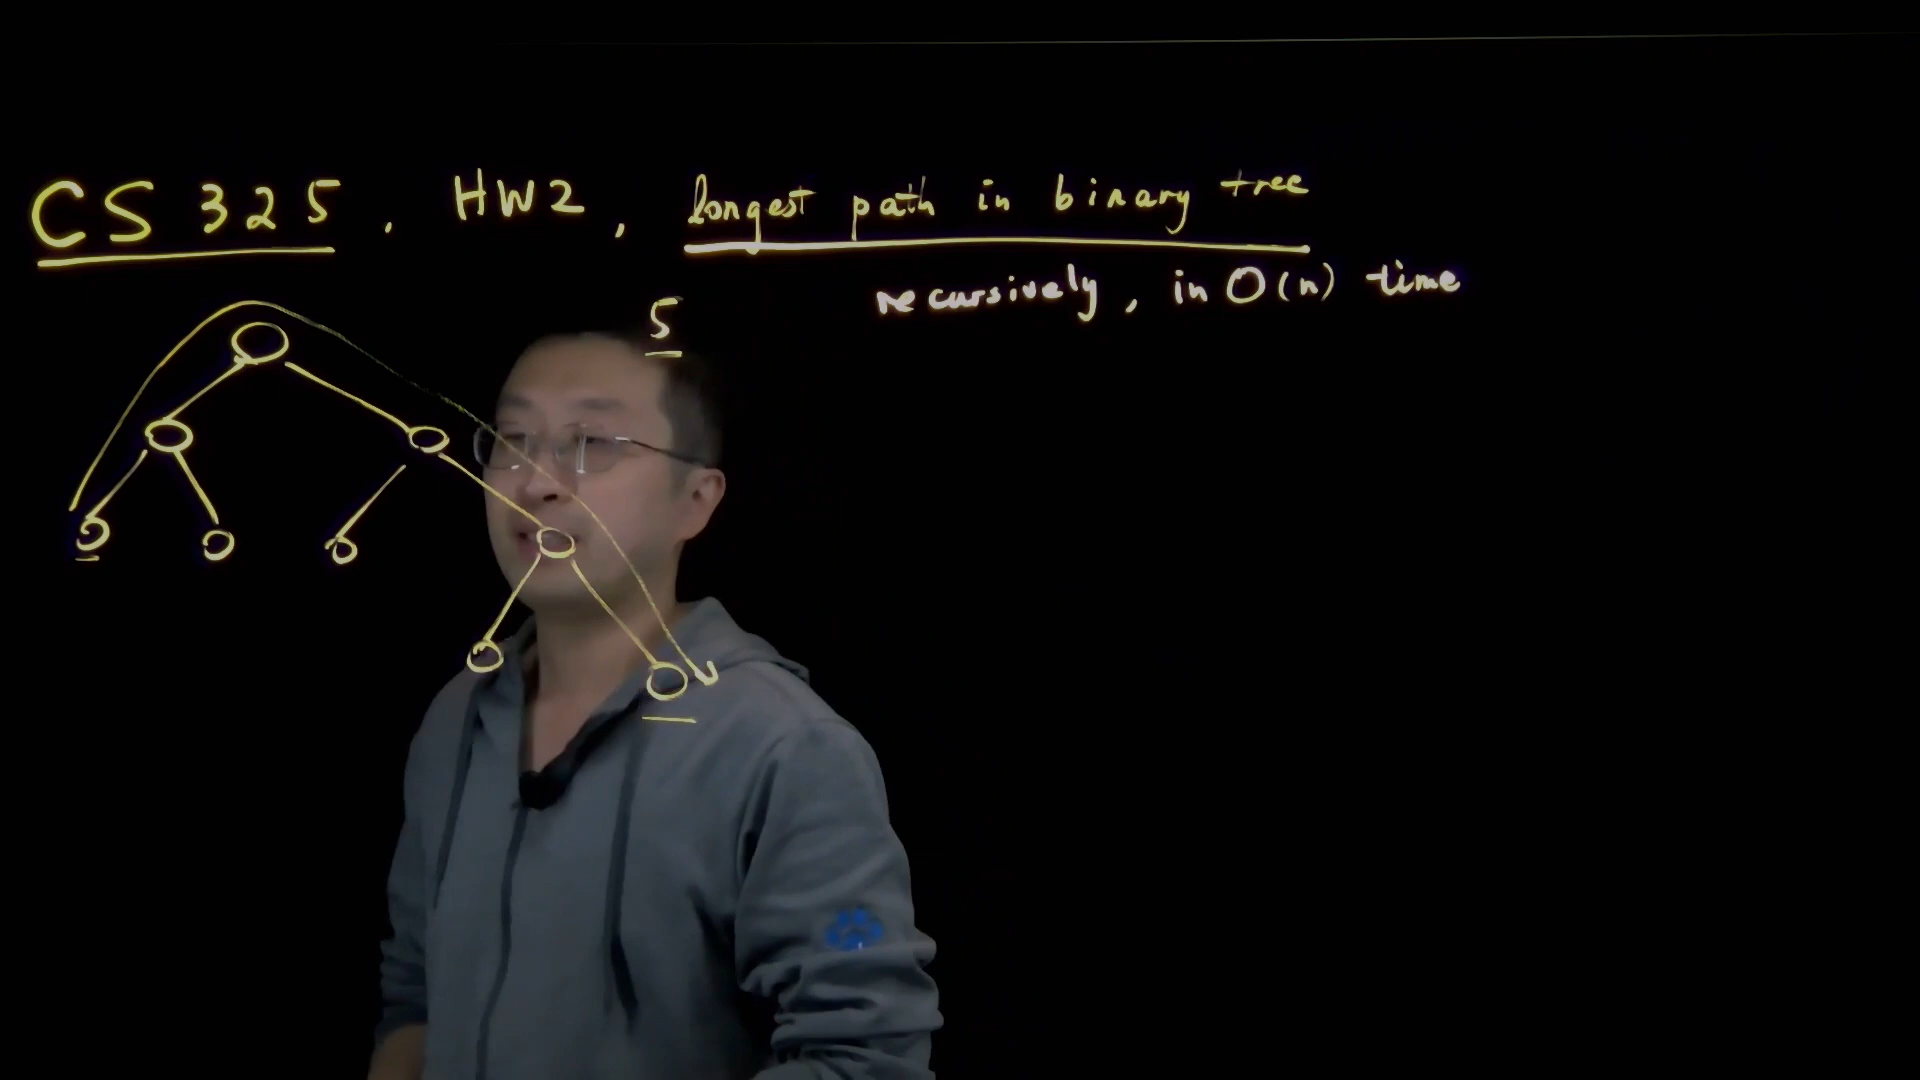 CS 325 . HW2 , longest path in binary tree
recursively , in O(n) time
5